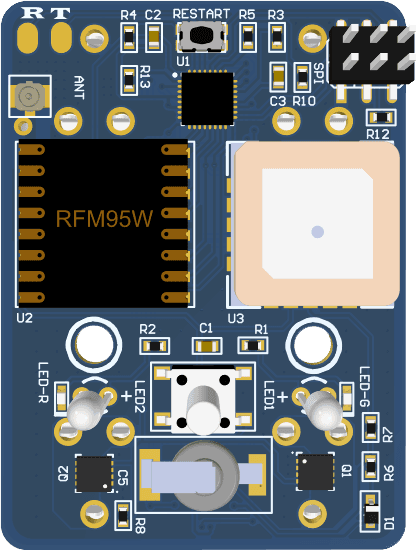 R T
R4 C2 RESTART R5 R3
U1
R13
ANT
SPI
C3 R10
R12
RFM95W
U2 U3
R2 C1 R1
LED-R
LED2
+
LED1
+
LED-G
R7
Q2
C5
Q1
R6
R8
D1